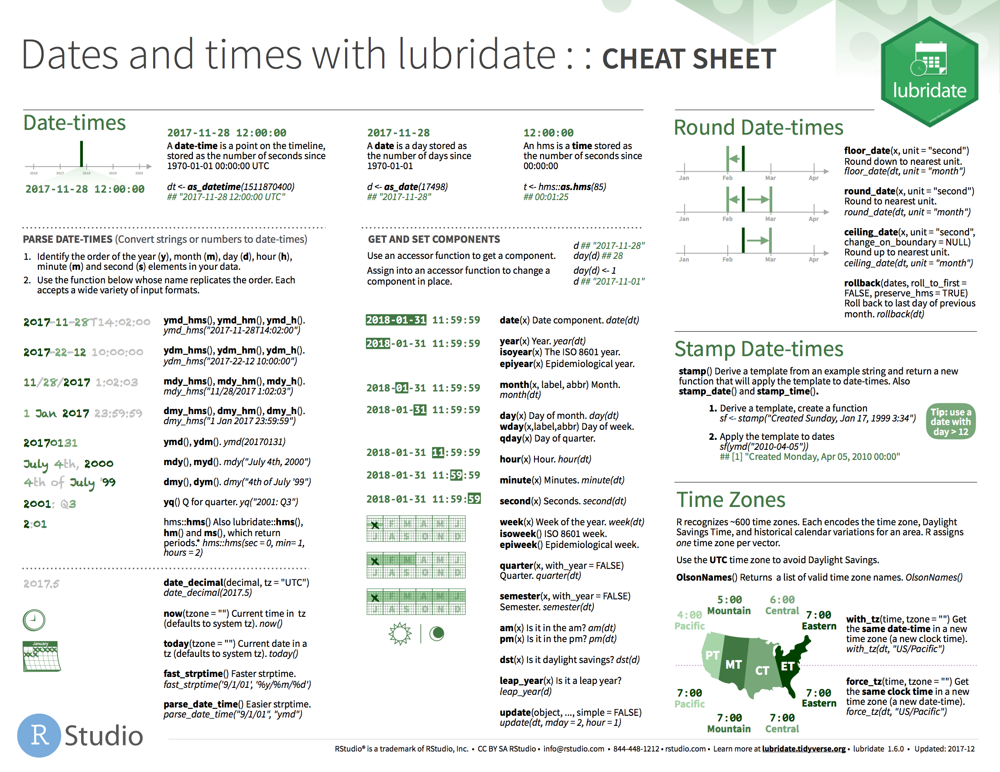 Dates and times with lubridate : : CHEAT SHEET
lubridate
www.rstudio.com
Date-times
2016 2017 2018 2019 2020
2017-11-28 12:00:00
2017-11-28 12:00:00
A date-time is a point on the timeline,
stored as the number of seconds since
1970-01-01 00:00:00 UTC
dt <- as_datetime(1511870400)
## "2017-11-28 12:00:00 UTC"
2017-11-28
A date is a day stored as
the number of days since
1970-01-01
d <- as_date(17498)
## "2017-11-28"
12:00:00
An hms is a time stored as
the number of seconds since
00:00:00
t <- hms::as.hms(85)
## 00:01:25
PARSE DATE-TIMES (Convert strings or numbers to date-times)
1. Identify the order of the year (y), month (m), day (d), hour (h),
minute (m) and second (s) elements in your data.
2. Use the function below whose name replicates the order. Each
accepts a wide variety of input formats.
2017-11-28T14:02:00
ymd_hms(), ymd_hm(), ymd_h().
ymd_hms("2017-11-28T14:02:00")
2017-22-12 10:00:00
ydm_hms(), ydm_hm(), ydm_h().
ydm_hms("2017-22-12 10:00:00")
11/28/2017 1:02:03
mdy_hms(), mdy_hm(), mdy_h().
mdy_hms("11/28/2017 1:02:03")
1 Jan 2017 23:59:59
dmy_hms(), dmy_hm(), dmy_h().
dmy_hms("1 Jan 2017 23:59:59")
20170131
ymd(), ydm(). ymd(20170131)
July 4th, 2000
mdy(), myd(). mdy("July 4th, 2000")
4th of July '99
dmy(), dym(). dmy("4th of July '99")
2001: Q3
yq() Q for quarter. yq("2001: Q3")
2:01
hms::hms() Also lubridate::hms(),
hm() and ms(), which return
periods.* hms::hms(sec = 0, min= 1,
hours = 2)
2017.5
date_decimal(decimal, tz = "UTC")
date_decimal(2017.5)
now(tzone = "") Current time in tz
(defaults to system tz). now()
January
xxxxx
xxx
today(tzone = "") Current date in a
tz (defaults to system tz). today()
fast_strptime() Faster strptime.
fast_strptime('9/1/01', '%y/%m/%d')
parse_date_time() Easier strptime.
parse_date_time("9/1/01", "ymd")
GET AND SET COMPONENTS
Use an accessor function to get a component.
Assign into an accessor function to change a
component in place.
d ## "2017-11-28"
day(d) ## 28
day(d) <- 1
d ## "2017-11-01"
2018-01-31 11:59:59
date(x) Date component. date(dt)
2018-01-31 11:59:59
year(x) Year. year(dt)
isoyear(x) The ISO 8601 year.
epiyear(x) Epidemiological year.
2018-01-31 11:59:59
month(x, label, abbr) Month.
month(dt)
2018-01-31 11:59:59
day(x) Day of month. day(dt)
wday(x,label,abbr) Day of week.
qday(x) Day of quarter.
2018-01-31 11:59:59
hour(x) Hour. hour(dt)
2018-01-31 11:59:59
minute(x) Minutes. minute(dt)
2018-01-31 11:59:59
second(x) Seconds. second(dt)
x F M A M J
J A S O N D
week(x) Week of the year. week(dt)
isoweek() ISO 8601 week.
epiweek() Epidemiological week.
x F M A M J
J A S O N D
quarter(x, with_year = FALSE)
Quarter. quarter(dt)
x F M A M J
J A S O N D
semester(x, with_year = FALSE)
Semester. semester(dt)
am(x) Is it in the am? am(dt)
pm(x) Is it in the pm? pm(dt)
dst(x) Is it daylight savings? dst(d)
leap_year(x) Is it a leap year?
leap_year(d)
update(object, ..., simple = FALSE)
update(dt, mday = 2, hour = 1)
Round Date-times
Jan Feb Mar Apr
floor_date(x, unit = "second")
Round down to nearest unit.
floor_date(dt, unit = "month")
Jan Feb Mar Apr
round_date(x, unit = "second")
Round to nearest unit.
round_date(dt, unit = "month")
Jan Feb Mar Apr
ceiling_date(x, unit = "second",
change_on_boundary = NULL)
Round up to nearest unit.
ceiling_date(dt, unit = "month")
rollback(dates, roll_to_first =
FALSE, preserve_hms = TRUE)
Roll back to last day of previous
month. rollback(dt)
Stamp Date-times
stamp() Derive a template from an example string and return a new
function that will apply the template to date-times. Also
stamp_date() and stamp_time().
1. Derive a template, create a function
sf <- stamp("Created Sunday, Jan 17, 1999 3:34")
2. Apply the template to dates
sf(ymd("2010-04-05"))
## [1] "Created Monday, Apr 05, 2010 00:00"
Tip: use a
date with
day > 12
Time Zones
R recognizes ~600 time zones. Each encodes the time zone, Daylight
Savings Time, and historical calendar variations for an area. R assigns
one time zone per vector.
Use the UTC time zone to avoid Daylight Savings.
OlsonNames() Returns a list of valid time zone names. OlsonNames()
5:00 6:00
Mountain Central
4:00 7:00
Pacific Eastern
PT MT CT ET
7:00 7:00
Pacific Eastern
7:00 7:00
Mountain Central
with_tz(time, tzone = "") Get
the same date-time in a new
time zone (a new clock time).
with_tz(dt, "US/Pacific")
force_tz(time, tzone = "") Get
the same clock time in a new
time zone (a new date-time).
force_tz(dt, "US/Pacific")
R Studio
RStudio® is a trademark of RStudio, Inc. • CC BY SA RStudio • info@rstudio.com • 844-448-1212 • rstudio.com • Learn more at lubridate.tidyverse.org • lubridate 1.6.0 • Updated: 2017-12